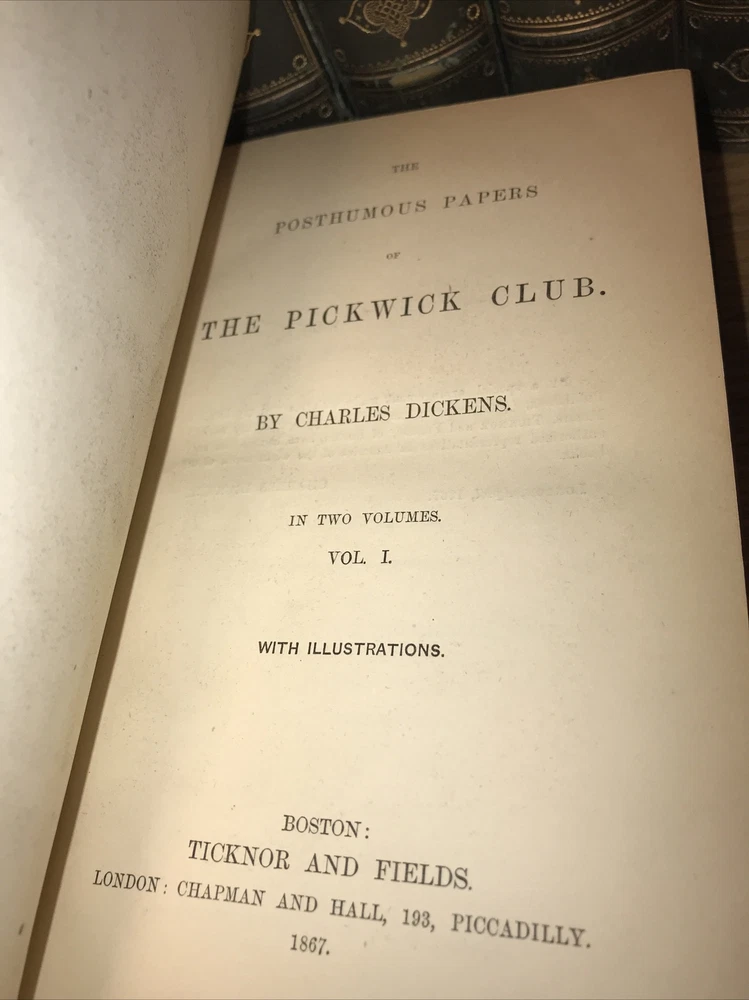 THE
POSTHUMOUS PAPERS
OF
THE PICKWICK CLUB.
BY CHARLES DICKENS.
IN TWO VOLUMES.
VOL. I.
WITH ILLUSTRATIONS.
BOSTON:
TICKNOR AND FIELDS.
LONDON: CHAPMAN AND HALL, 193, PICCADILLY.
1867.